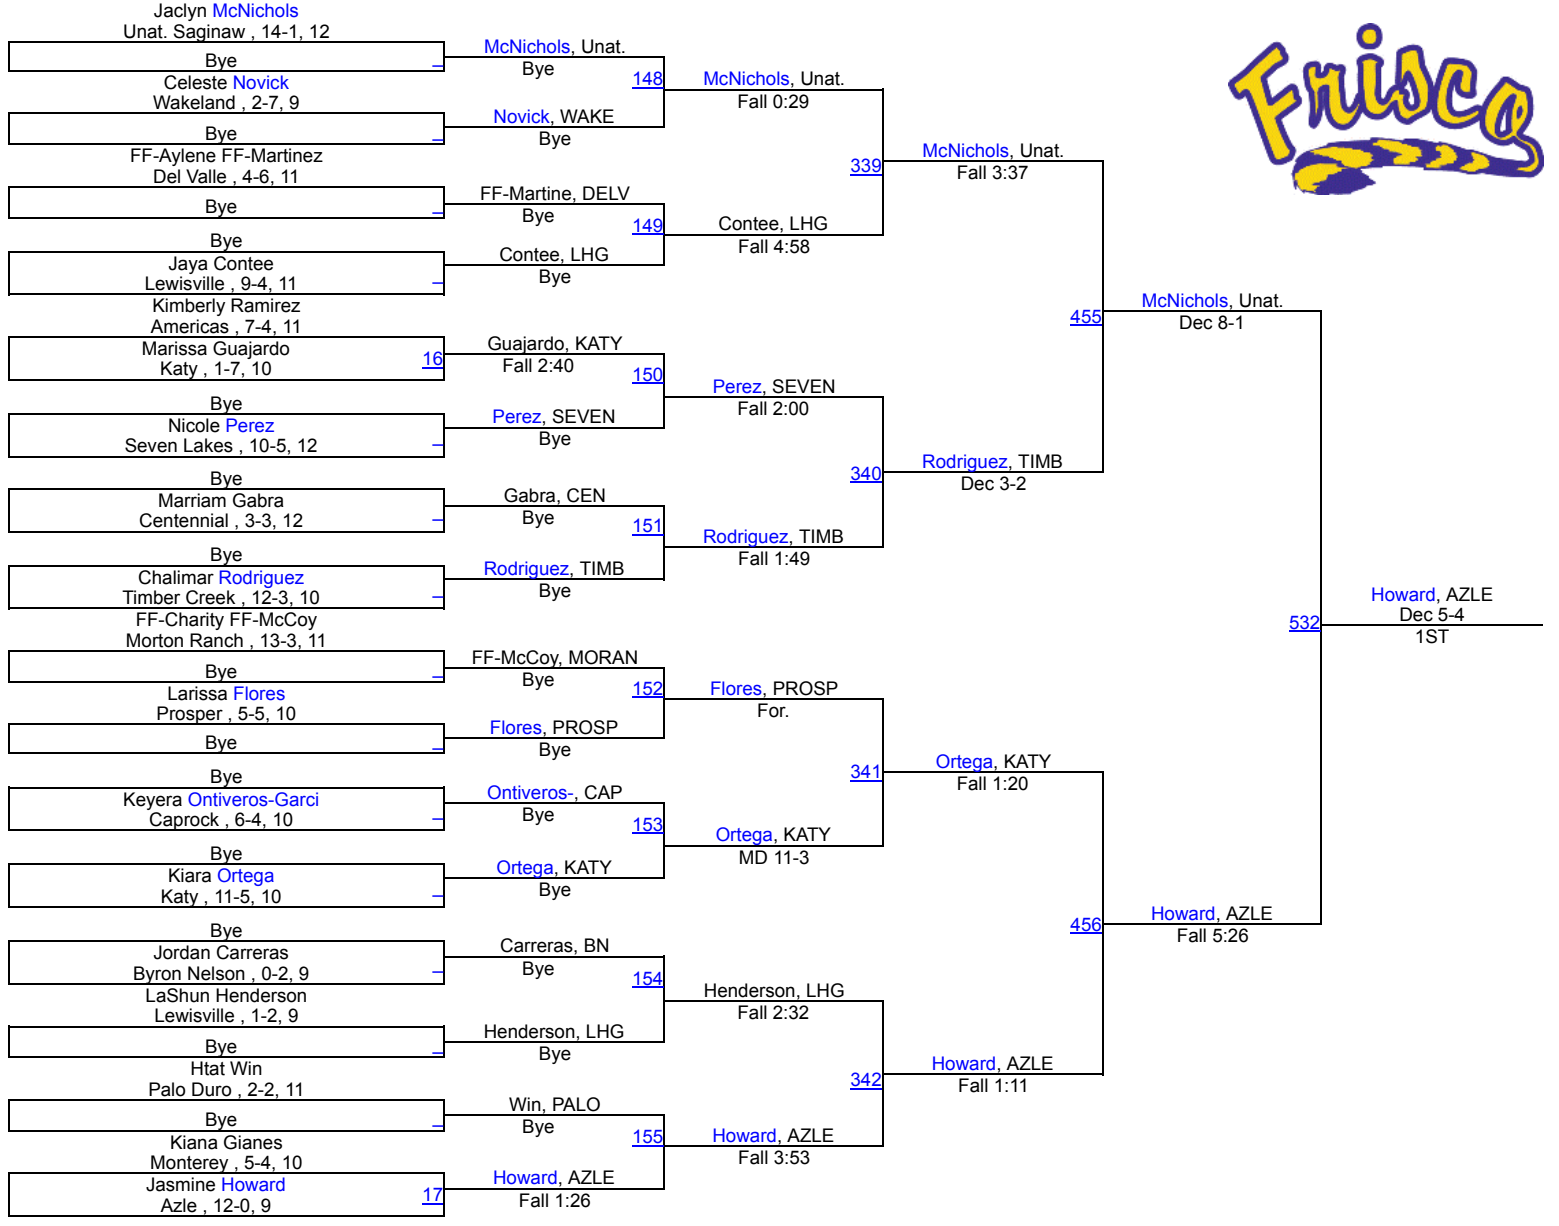 Jaclyn McNichols
Unat. Saginaw , 14-1, 12
Bye
Celeste Novick
Wakeland , 2-7, 9
Bye
FF-Aylene FF-Martinez
Del Valle , 4-6, 11
Bye
Bye
Jaya Contee
Lewisville , 9-4, 11
Kimberly Ramirez
Americas , 7-4, 11
Marissa Guajardo
Katy , 1-7, 10
16
Bye
Nicole Perez
Seven Lakes , 10-5, 12
Bye
Marriam Gabra
Centennial , 3-3, 12
Bye
Chalimar Rodriguez
Timber Creek , 12-3, 10
FF-Charity FF-McCoy
Morton Ranch , 13-3, 11
Bye
Larissa Flores
Prosper , 5-5, 10
Bye
Bye
Keyera Ontiveros-Garci
Caprock , 6-4, 10
Bye
Kiara Ortega
Katy , 11-5, 10
Bye
Jordan Carreras
Byron Nelson , 0-2, 9
LaShun Henderson
Lewisville , 1-2, 9
Bye
Htat Win
Palo Duro , 2-2, 11
Bye
Kiana Gianes
Monterey , 5-4, 10
Jasmine Howard
Azle , 12-0, 9
17
McNichols, Unat.
Bye
148
Novick, WAKE
Bye
FF-Martine, DELV
Bye
149
Contee, LHG
Bye
Guajardo, KATY
Fall 2:40
150
Perez, SEVEN
Bye
Gabra, CEN
Bye
151
Rodriguez, TIMB
Bye
FF-McCoy, MORAN
Bye
152
Flores, PROSP
Bye
Ontiveros-, CAP
Bye
153
Ortega, KATY
Bye
Carreras, BN
Bye
154
Henderson, LHG
Bye
Win, PALO
Bye
155
Howard, AZLE
Fall 1:26
McNichols, Unat.
Fall 0:29
339
Contee, LHG
Fall 4:58
Perez, SEVEN
Fall 2:00
340
Rodriguez, TIMB
Fall 1:49
Flores, PROSP
For.
341
Ortega, KATY
MD 11-3
Henderson, LHG
Fall 2:32
342
Howard, AZLE
Fall 3:53
McNichols, Unat.
Fall 3:37
455
Rodriguez, TIMB
Dec 3-2
Ortega, KATY
Fall 1:20
456
Howard, AZLE
Fall 1:11
McNichols, Unat.
Dec 8-1
532
Howard, AZLE
Fall 5:26
Howard, AZLE
Dec 5-4
1ST
Frisco